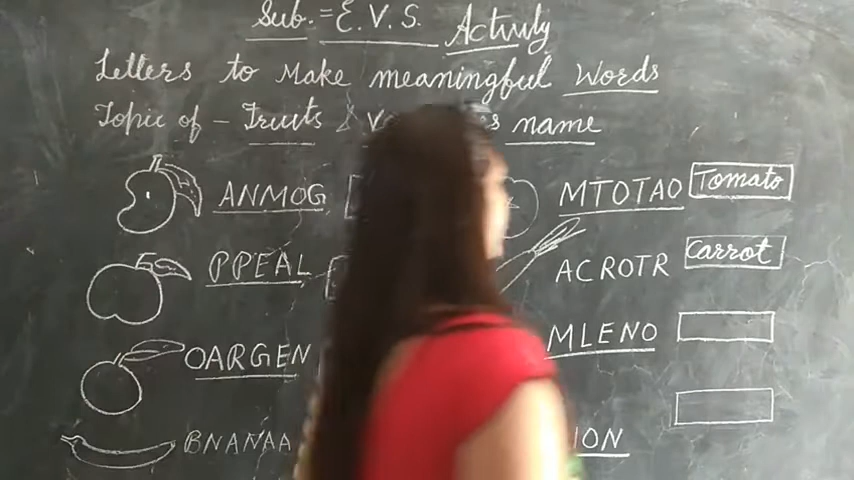 Sub. = E.V.S. Activity
Letters to Make meaningful Words
Topic of - Fruits & name
ANMOG MTOTAO Tomato
PPEAL ACROTR Carrot
OARGEN MLENO
BNANAA